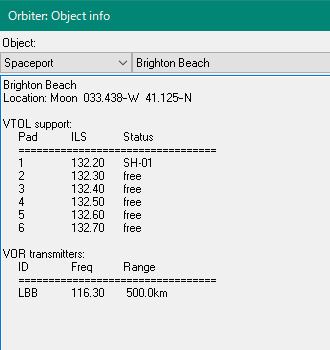 Orbiter: Object info
Object:
Spaceport Brighton Beach
Brighton Beach
Location: Moon 033.438-W 41.125-N
VTOL support:
Pad ILS Status
=================================
1 132.20 SH-01
2 132.30 free
3 132.40 free
4 132.50 free
5 132.60 free
6 132.70 free
VOR transmitters:
ID Freq Range
=================================
LBB 116.30 500.0km